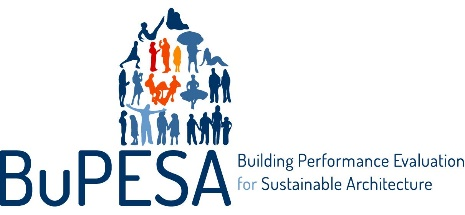 BuPESA
Building Performance Evaluation
for Sustainable Architecture